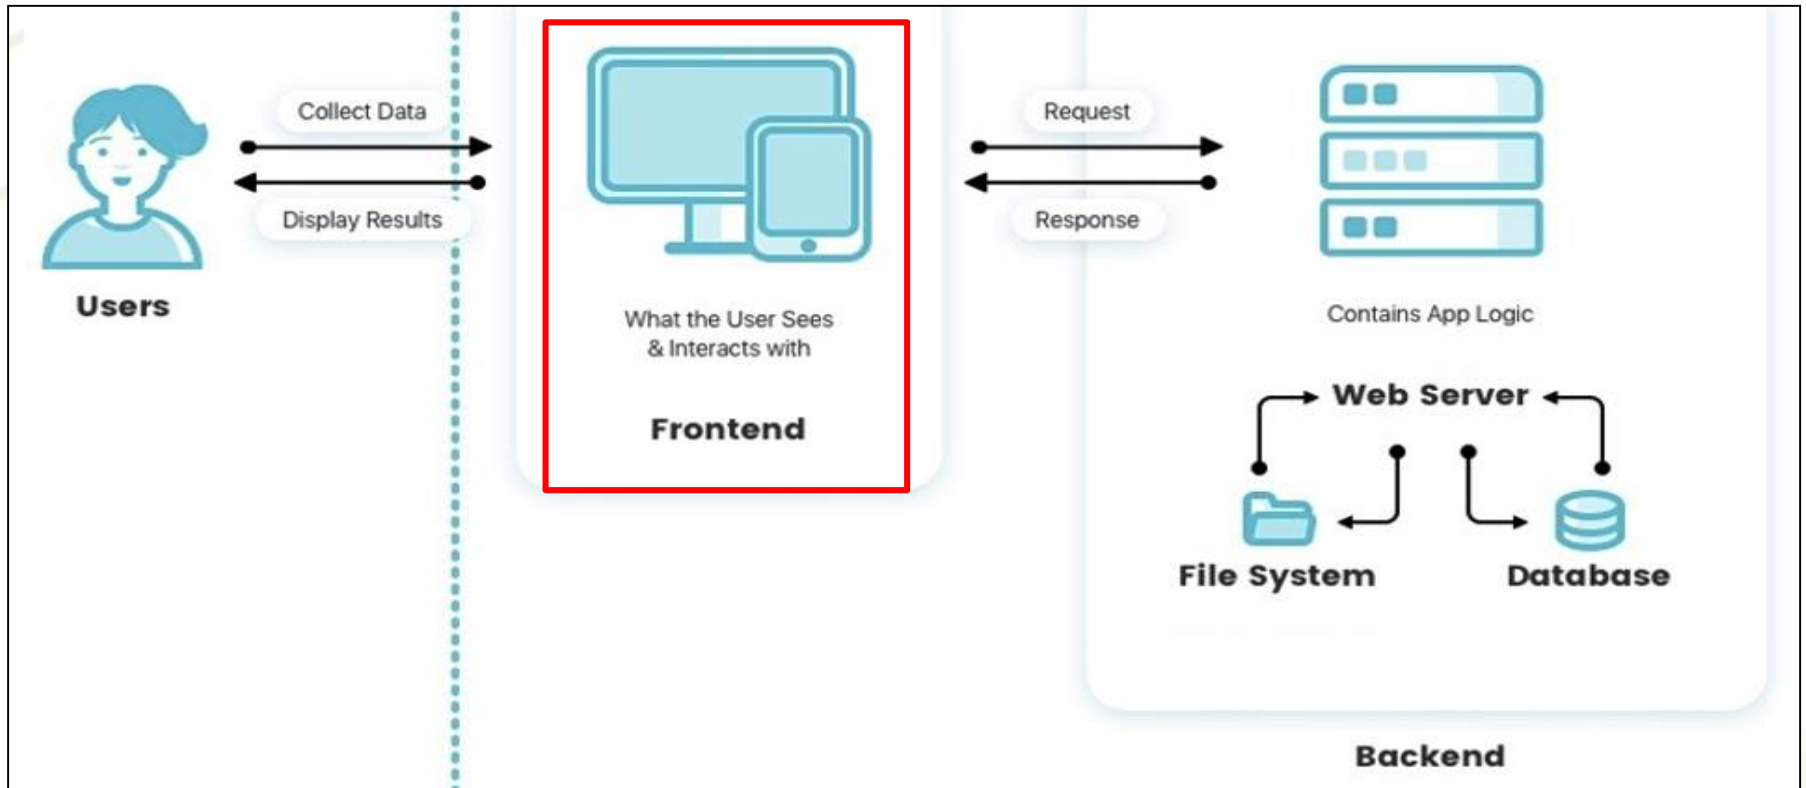 Collect Data
Display Results
Users
What the User Sees
& Interacts with
Frontend
Request
Response
Contains App Logic
Web Server
File System
Database
Backend